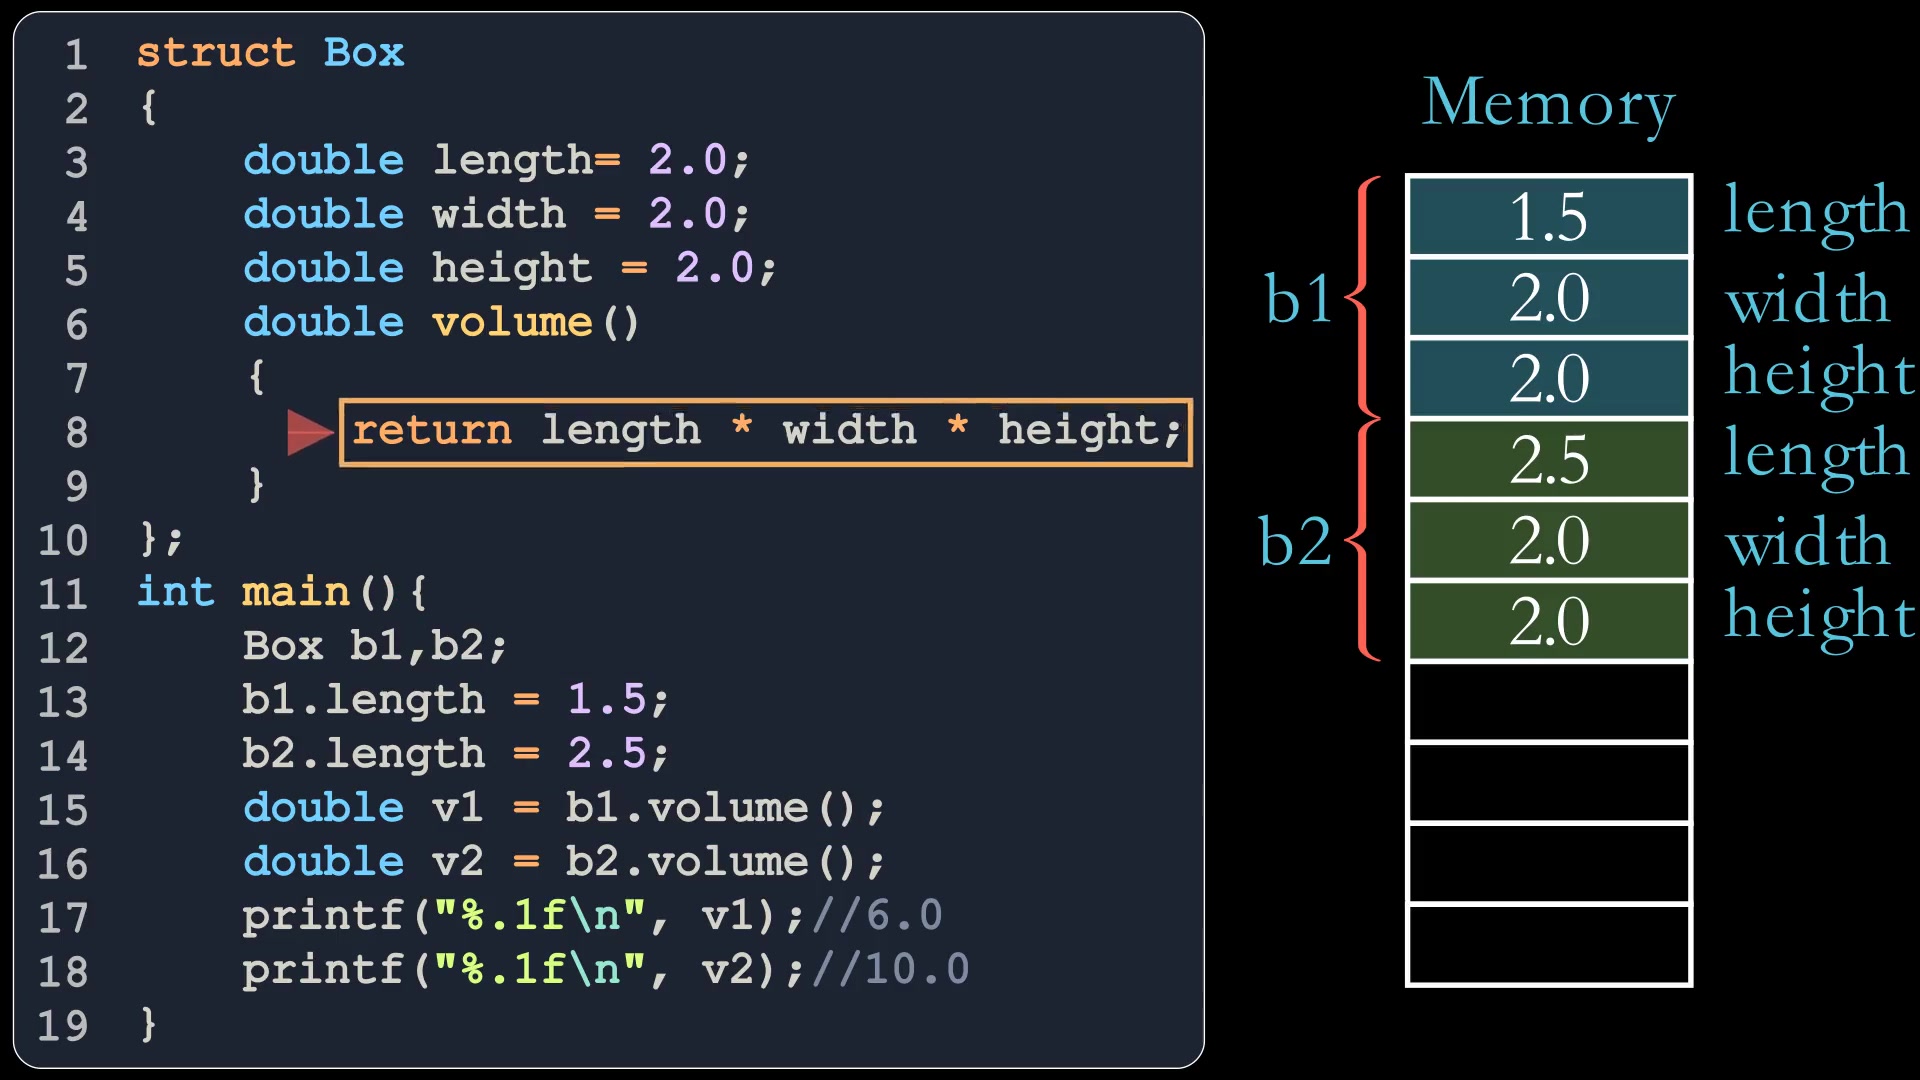 1 struct Box
2 {
3 double length= 2.0;
4 double width = 2.0;
5 double height = 2.0;
6 double volume()
7 {
8 return length * width * height;
9 }
10 };
11 int main(){
12 Box b1,b2;
13 b1.length = 1.5;
14 b2.length = 2.5;
15 double v1 = b1.volume();
16 double v2 = b2.volume();
17 printf("%.1f\n", v1);//6.0
18 printf("%.1f\n", v2);//10.0
19 }
Memory
1.5 length
b1 2.0 width
2.0 height
2.5 length
b2 2.0 width
2.0 height